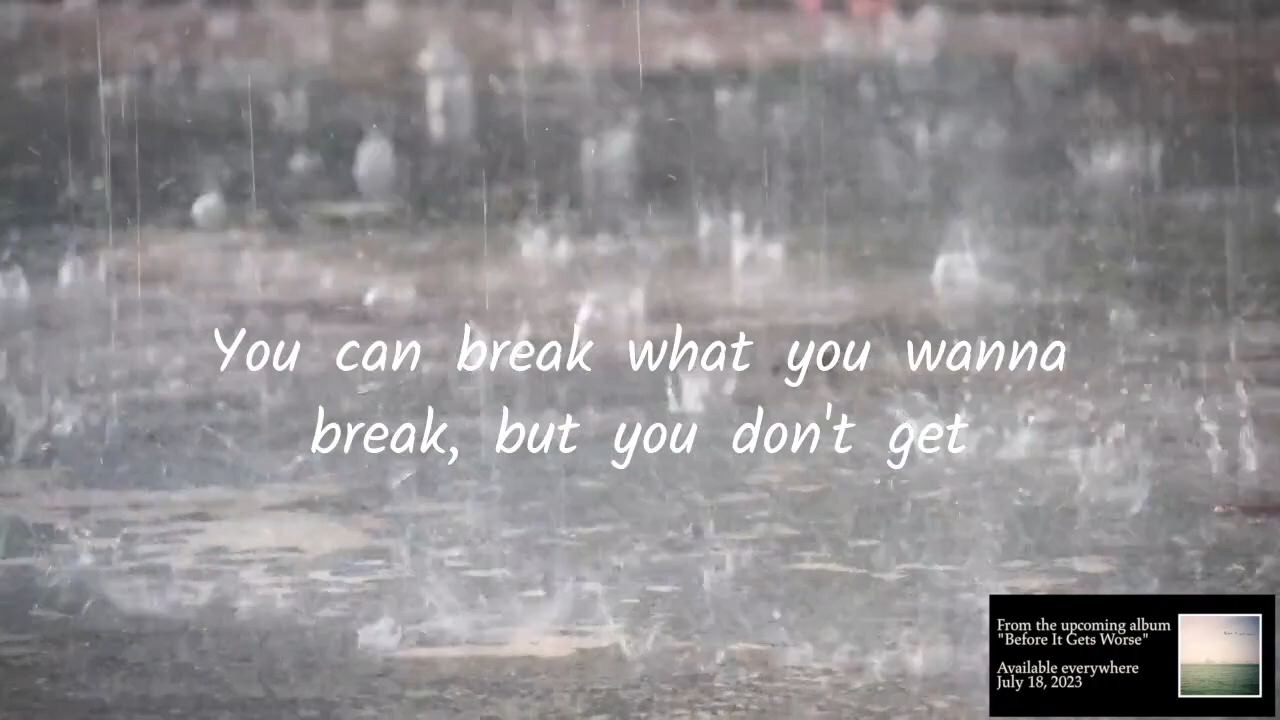 You can break what you wanna
break, but you don't get
From the upcoming album
"Before It Gets Worse"
Available everywhere
July 18, 2023